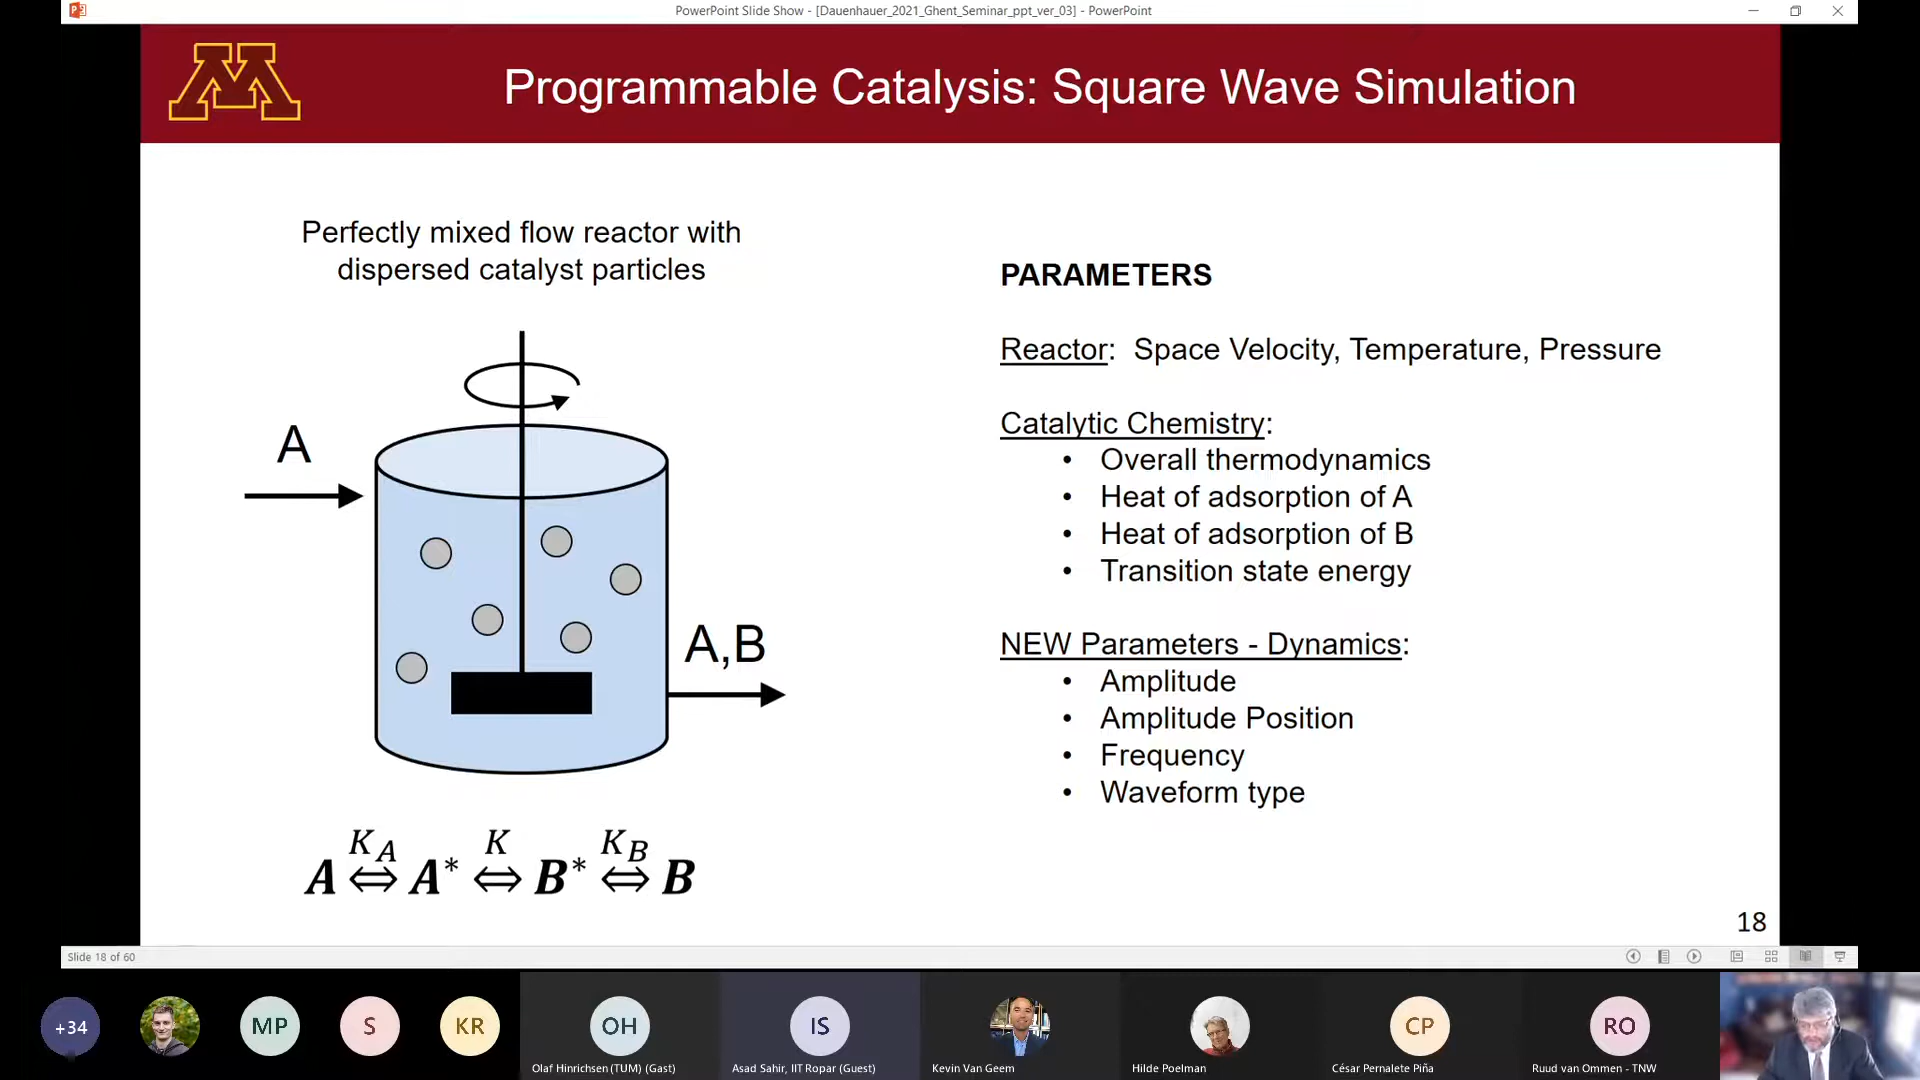 PowerPoint Slide Show - [Dauenhauer_2021_Ghent_Seminar_ppt_ver_03] - PowerPoint
M
Programmable Catalysis: Square Wave Simulation
Perfectly mixed flow reactor with
dispersed catalyst particles
A
A,B
A ⇔ A* ⇔ B* ⇔ B
K_A K K_B
PARAMETERS
Reactor: Space Velocity, Temperature, Pressure
Catalytic Chemistry:
• Overall thermodynamics
• Heat of adsorption of A
• Heat of adsorption of B
• Transition state energy
NEW Parameters - Dynamics:
• Amplitude
• Amplitude Position
• Frequency
• Waveform type
18
Slide 18 of 60
+34
MP
S
KR
OH
Olaf Hinrichsen (TUM) (Gast)
IS
Asad Sahir, IIT Ropar (Guest)
Kevin Van Geem
Hilde Poelman
CP
César Pernalete Piña
RO
Ruud van Ommen - TNW